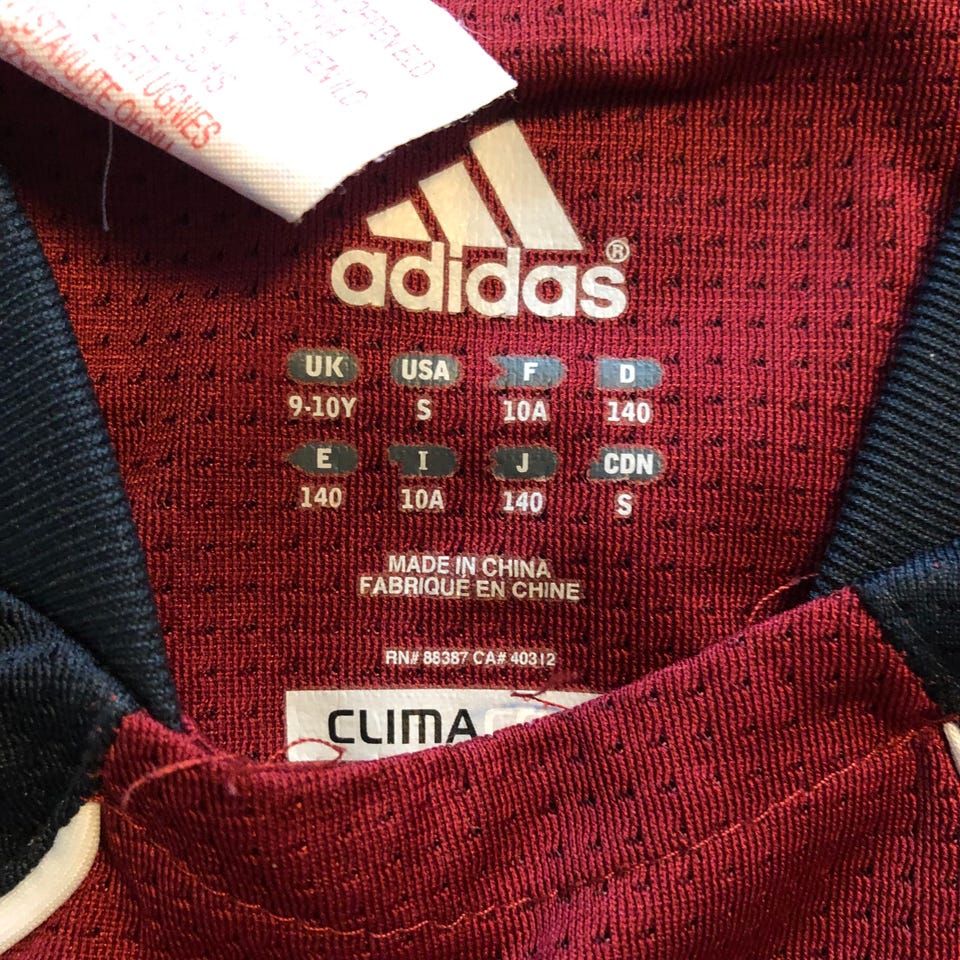 adidas®
UK USA F D
9-10Y S 10A 140
E I J CDN
140 10A 140 S
MADE IN CHINA
FABRIQUÉ EN CHINE
RN# 88387 CA# 40312
CLIMA